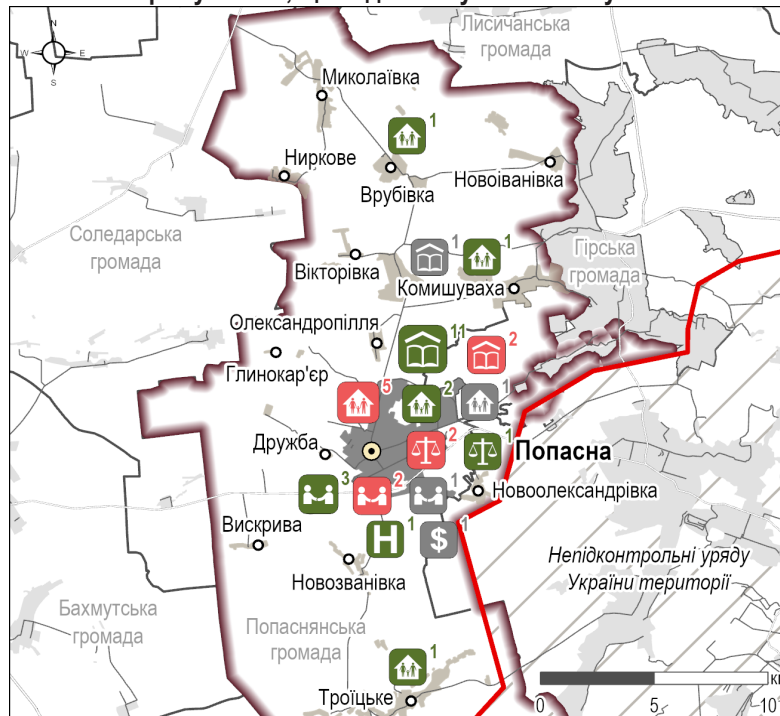 N
W
E
S
Лисичанська
громада
Миколаївка
1
Ниркове
Врубівка
Новоіванівка
Соледарська
громада
1
1
Гірська
громада
Вікторівка
Комишуваха
Олександропілля
11
2
Глинокар'єр
5
2
1
Дружба
2
1
Попасна
3
2
1
Новоолександрівка
Вискрива
H
1
$
1
Новозванівка
Непідконтрольні уряду
України території
Бахмутська
громада
Попаснянська
громада
1
Троїцьке
0
5
10